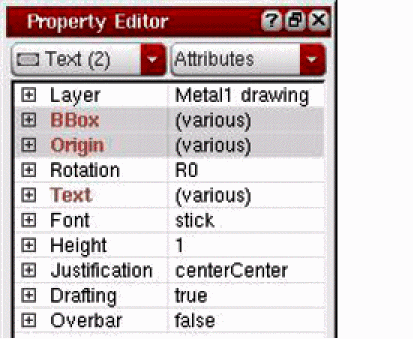 Property Editor
Text (2) Attributes
Layer Metal1 drawing
BBox (various)
Origin (various)
Rotation R0
Text (various)
Font stick
Height 1
Justification centerCenter
Drafting true
Overbar false